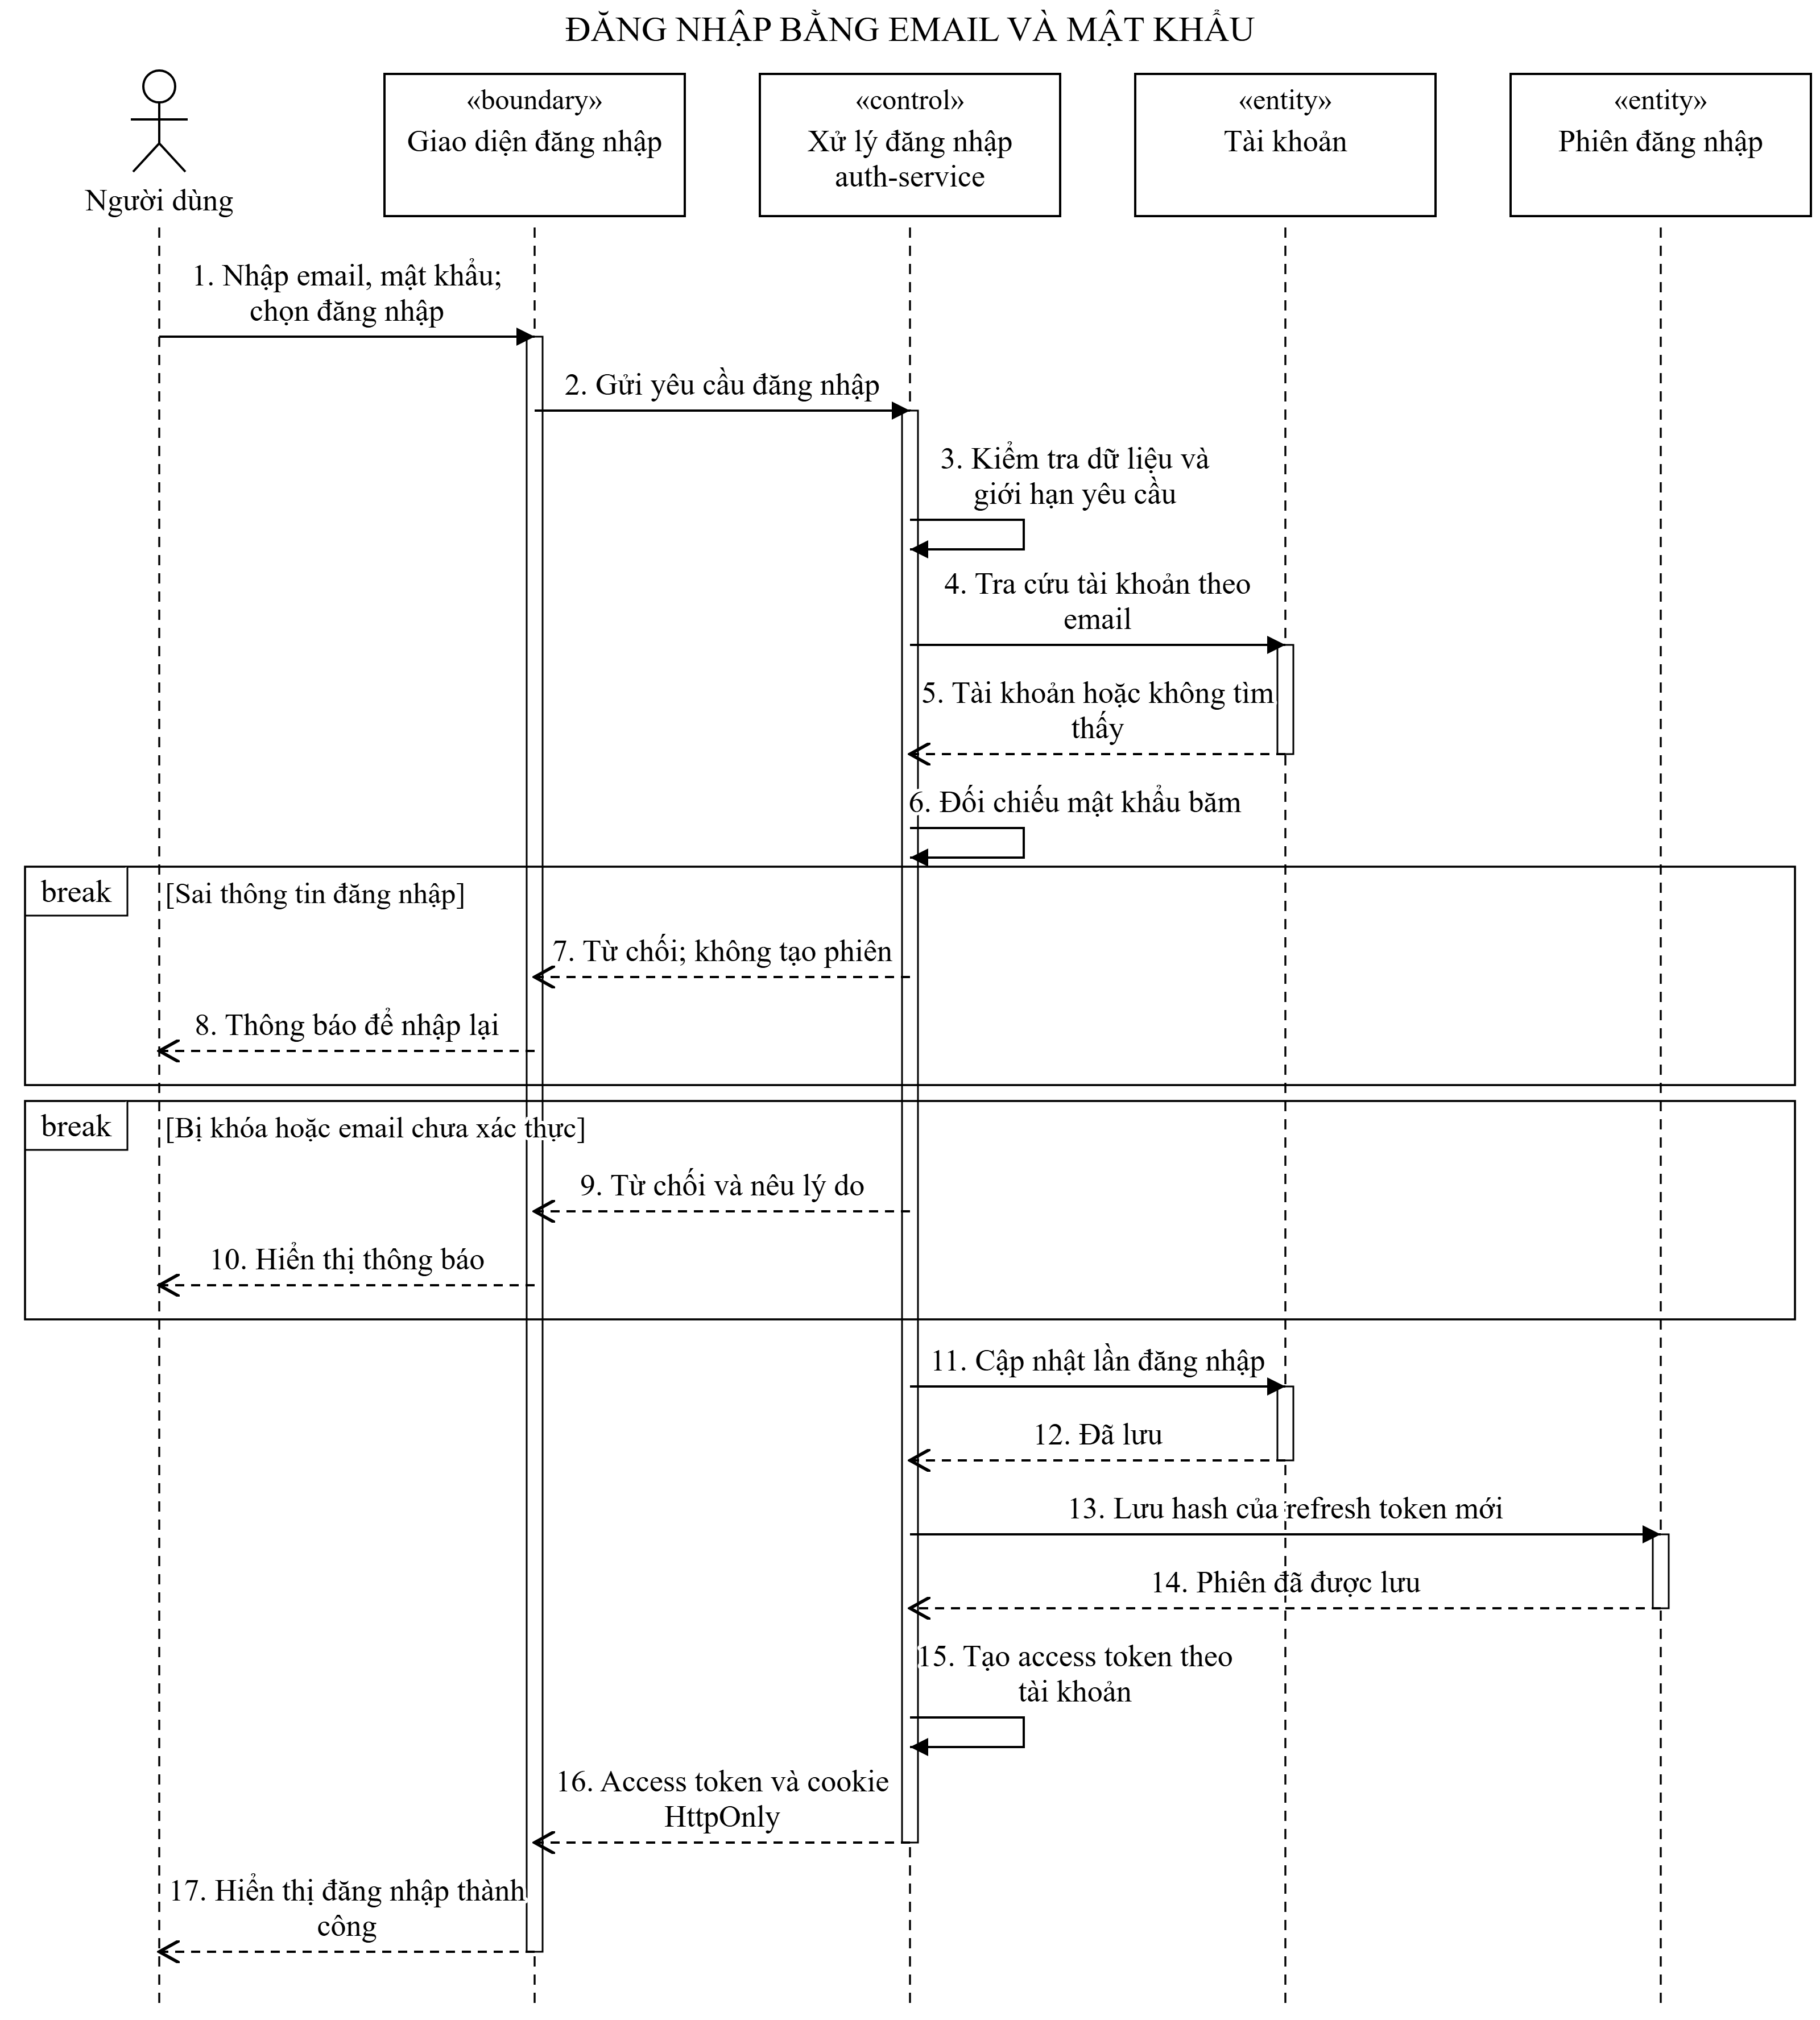 ĐĂNG NHẬP BẰNG EMAIL VÀ MẬT KHẨU
Người dùng
«boundary»
Giao diện đăng nhập
«control»
Xử lý đăng nhập
auth-service
«entity»
Tài khoản
«entity»
Phiên đăng nhập
1. Nhập email, mật khẩu;
chọn đăng nhập
2. Gửi yêu cầu đăng nhập
3. Kiểm tra dữ liệu và
giới hạn yêu cầu
4. Tra cứu tài khoản theo
email
5. Tài khoản hoặc không tìm
thấy
6. Đối chiếu mật khẩu băm
break
[Sai thông tin đăng nhập]
7. Từ chối; không tạo phiên
8. Thông báo để nhập lại
break
[Bị khóa hoặc email chưa xác thực]
9. Từ chối và nêu lý do
10. Hiển thị thông báo
11. Cập nhật lần đăng nhập
12. Đã lưu
13. Lưu hash của refresh token mới
14. Phiên đã được lưu
15. Tạo access token theo
tài khoản
16. Access token và cookie
HttpOnly
17. Hiển thị đăng nhập thành
công